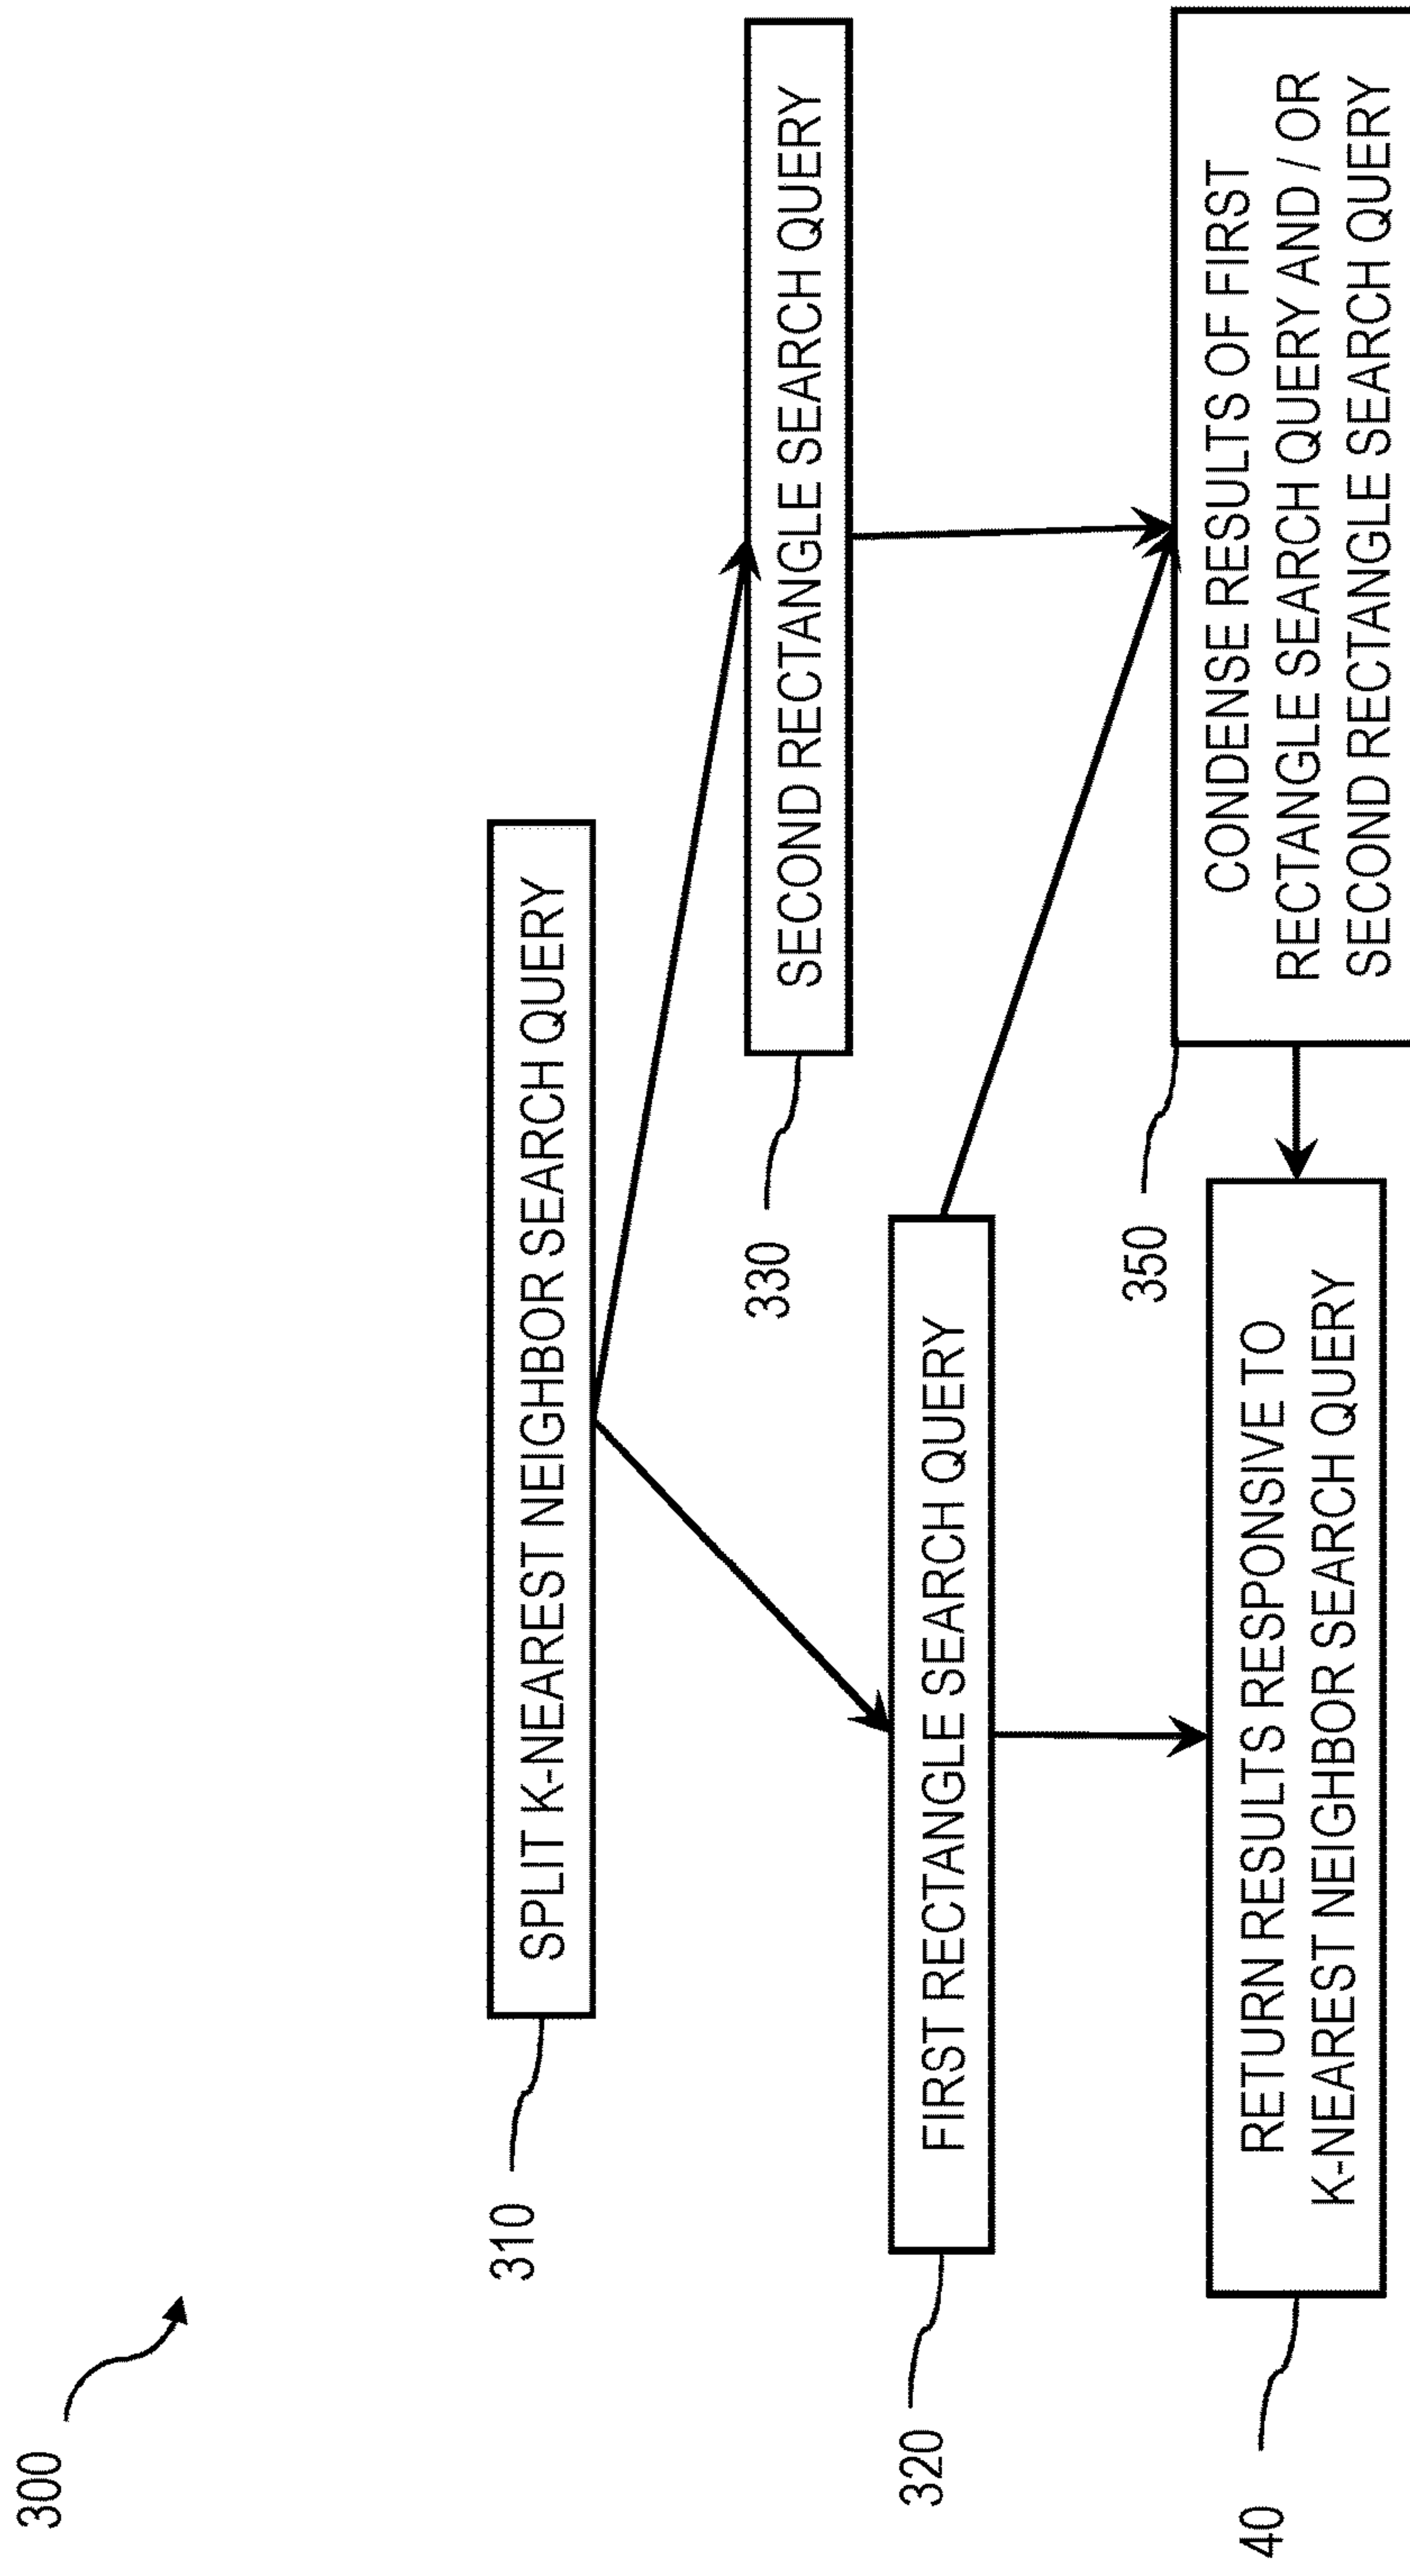 300
310
SPLIT K-NEAREST NEIGHBOR SEARCH QUERY
330
SECOND RECTANGLE SEARCH QUERY
320
FIRST RECTANGLE SEARCH QUERY
350
CONDENSE RESULTS OF FIRST
RECTANGLE SEARCH QUERY AND / OR
SECOND RECTANGLE SEARCH QUERY
40
RETURN RESULTS RESPONSIVE TO
K-NEAREST NEIGHBOR SEARCH QUERY